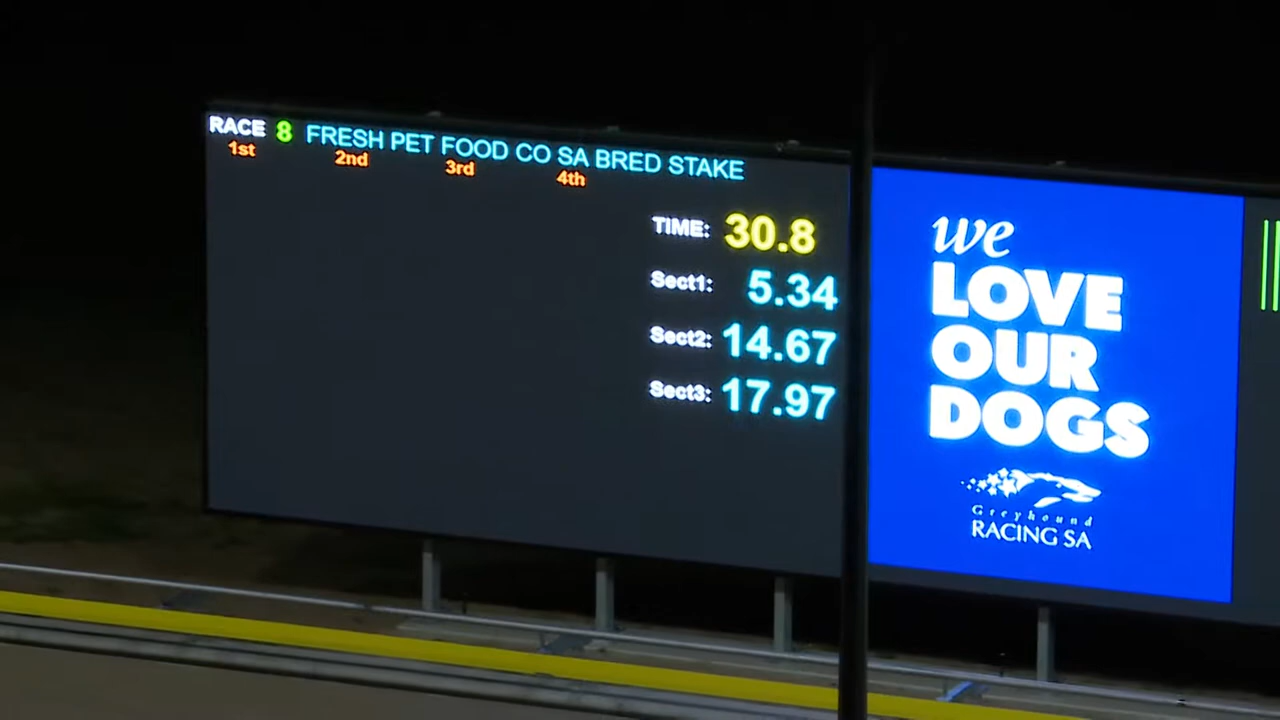 RACE 8 FRESH PET FOOD CO SA BRED STAKE
1st 2nd 3rd 4th
TIME: 30.8
Sect1: 5.34
Sect2: 14.67
Sect3: 17.97
we
LOVE
OUR
DOGS
Greyhound
RACING SA